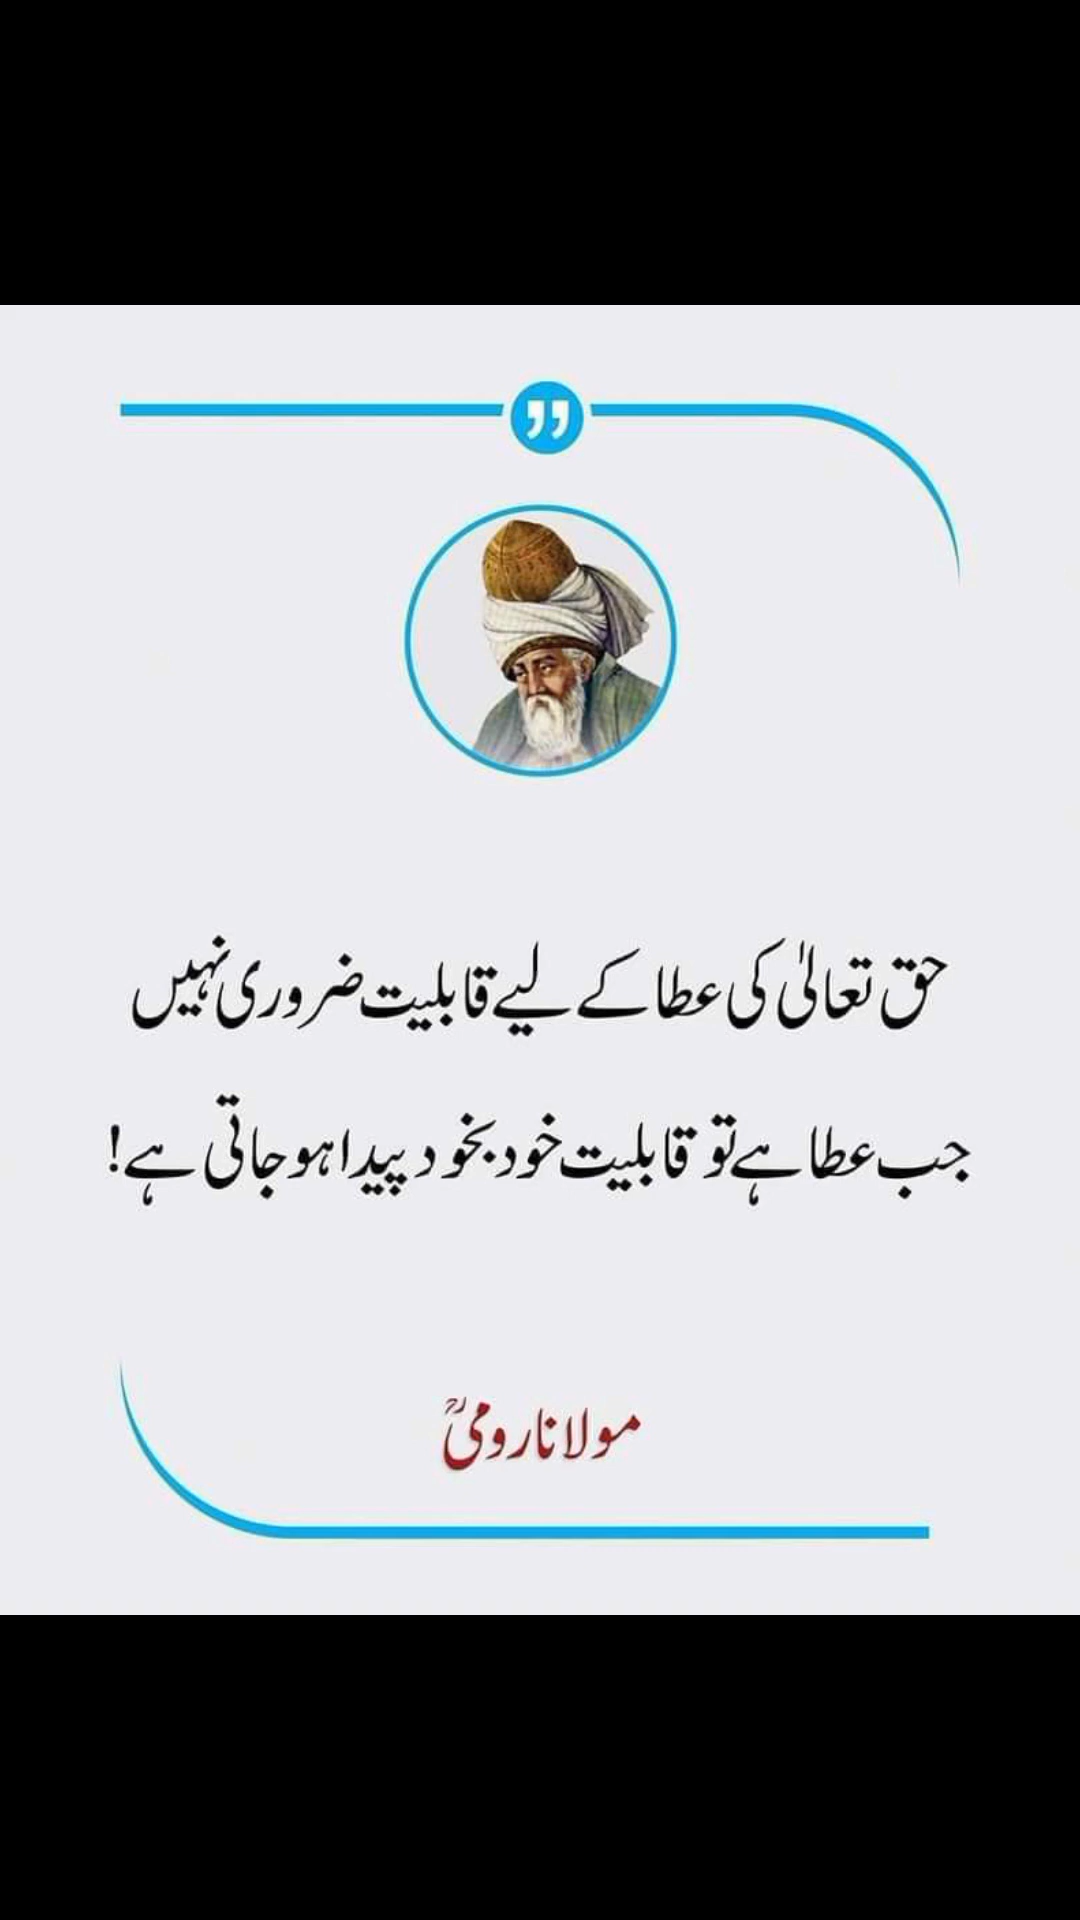 حق تعالیٰ کی عطا کے لیے قابلیت ضروری نہیں
جب عطا ہے تو قابلیت خود بخود پیدا ہو جاتی ہے!
مولانا رومیؒ